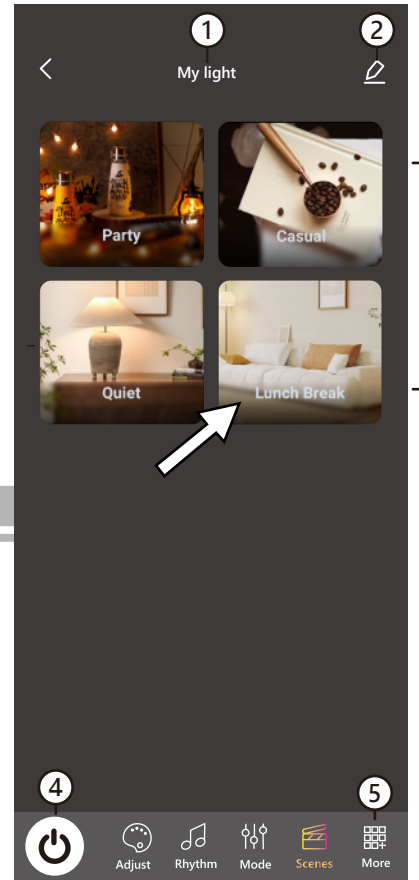 1
2
My light
Party
Casual
Quiet
Lunch Break
4
5
Adjust
Rhythm
Mode
Scenes
More